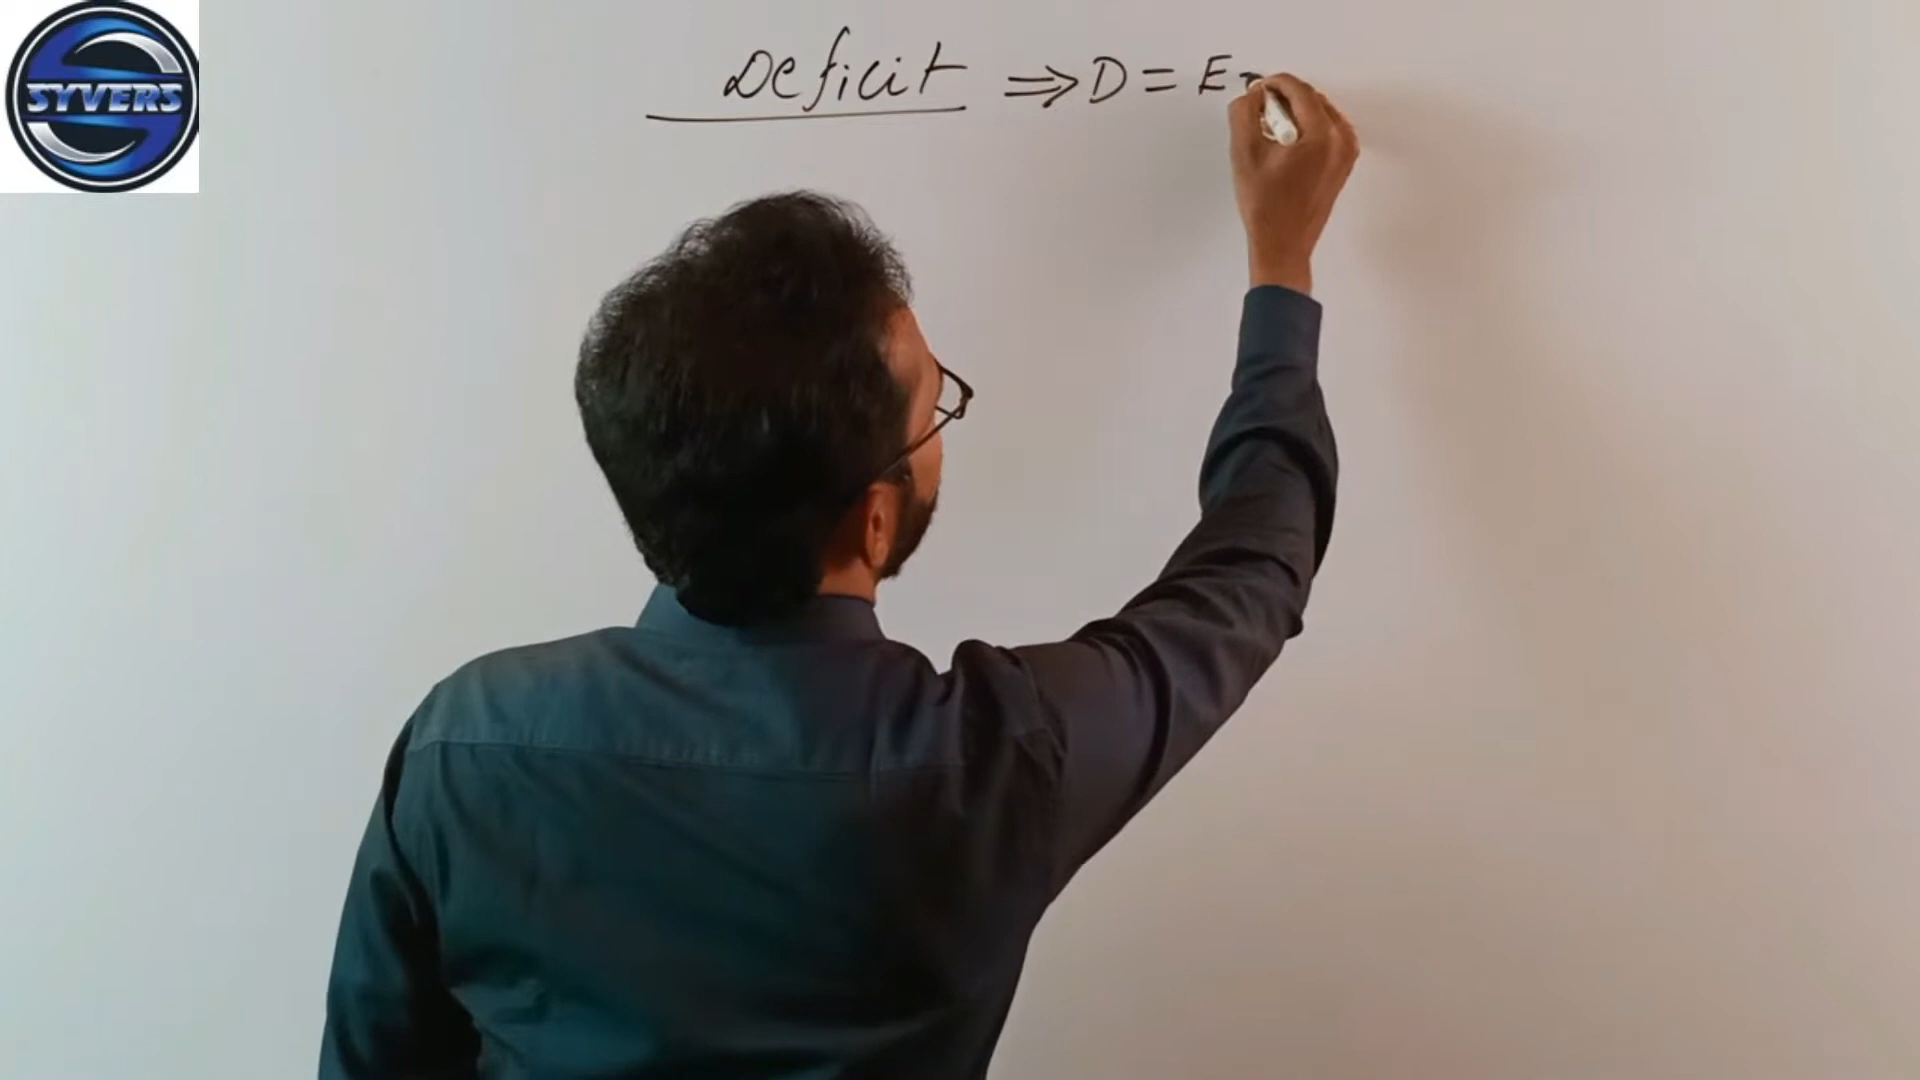 SYVERS
Deficit ⇒ D = E